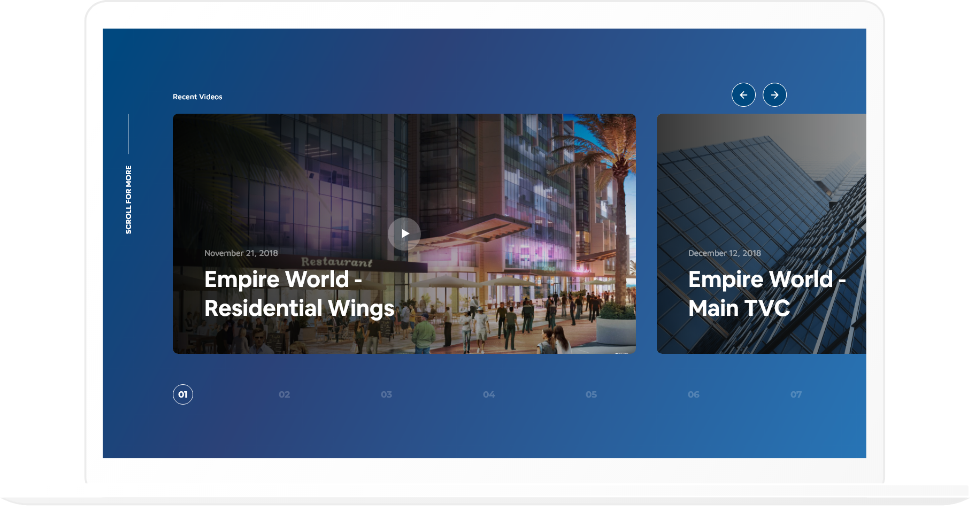 Recent Videos
SCROLL FOR MORE
November 21, 2018
Restaurant
Empire World -
Residential Wings
December 12, 2018
Empire World -
Main TVC
01
02
03
04
05
06
07